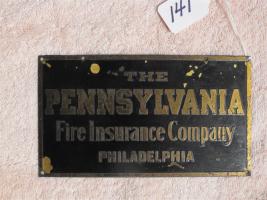 141
THE
PENNSYLVANIA
Fire Insurance Company
PHILADELPHIA